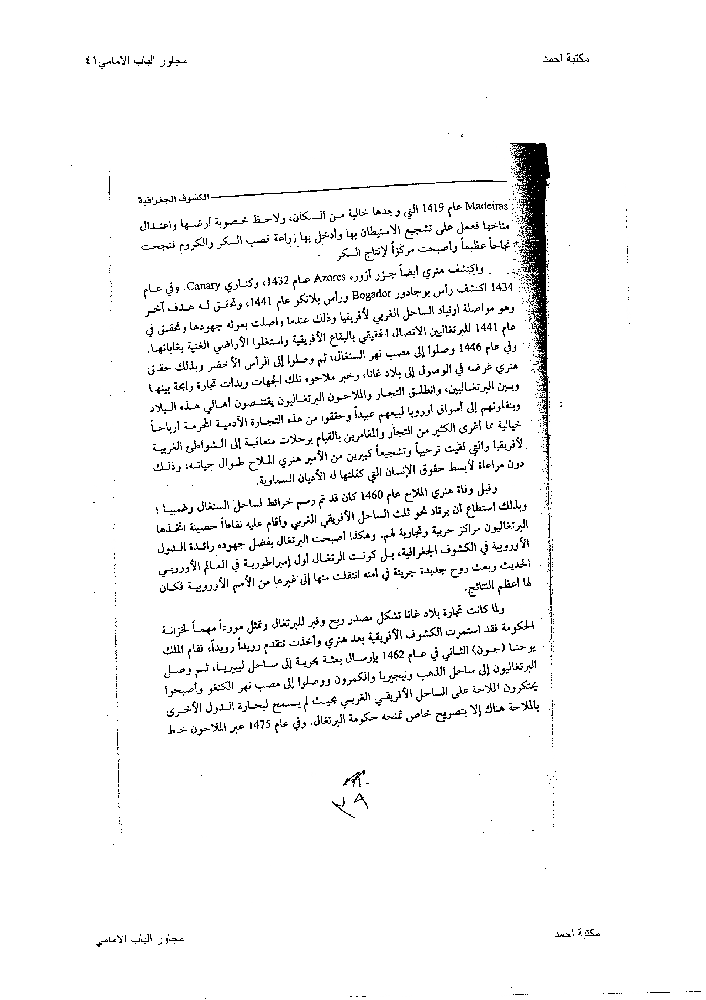 مكتبة احمد
مجاور الباب الامامي٤١
الكشوف الجغرافية
Madeiras عام 1419 التي وجدها خالية من السكان، ولاحظ خصوبة أرضها واعتدال
مناخها فعمل على تشجيع الاستيطان بها وأدخل بها زراعة قصب السكر والكروم فنجحت
نجاحاً عظيماً وأصبحت مركزاً لإنتاج السكر.
واكتشف هنري أيضاً جزر أزوره Azores عام 1432، وكناري Canary. وفي عام
1434 اكتشف رأس بوجادور Bogador ورأس بلانكو عام 1441، وتحقق له هدف آخر
وهو مواصلة ارتياد الساحل الغربي لأفريقيا وذلك عندما واصلت بعوثه جهودها وتحقق في
عام 1441 للبرتغاليين الاتصال الحقيقي بالبقاع الأفريقية واستغلوا الأراضي الغنية بغاباتها.
وفي عام 1446 وصلوا إلى مصب نهر السنغال، ثم وصلوا إلى الرأس الأخضر وبذلك حقق
هنري غرضه في الوصول إلى بلاد غانا، وخبر ملاحوه تلك الجهات وبدأت تجارة رابحة بينها
وبين البرتغاليين، وانطلق التجار والملاحون البرتغاليون يقتنصون أهالي هذه البلاد
وينقلونهم إلى أسواق أوروبا لبيعهم عبيداً وحققوا من هذه التجارة الآدمية المحرمة أرباحاً
خيالية مما أغرى الكثير من التجار والمغامرين بالقيام برحلات متعاقبة إلى الشواطئ الغربية
لأفريقيا والتي لقيت ترحيباً وتشجيعاً كبيرين من الأمير هنري الملاح طوال حياته، وذلك
دون مراعاة لأبسط حقوق الإنسان التي كفلتها له الأديان السماوية.
وقبل وفاة هنري الملاح عام 1460 كان قد تم رسم خرائط لساحل السنغال وغمبيا ؛
وبذلك استطاع أن يرتاد نحو ثلث الساحل الأفريقي الغربي وأقام عليه نقاطاً حصينة اتخذها
البرتغاليون مراكز حربية وتجارية لهم. وهكذا أصبحت البرتغال بفضل جهوده رائدة الدول
الأوروبية في الكشوف الجغرافية، بل كونت الرتغال أول إمبراطورية في العالم الأوروبي
الحديث وبعث روح جديدة جريئة في أمته انتقلت منها إلى غيرها من الأمم الأوروبية فكان
لها أعظم النتائج.
ولما كانت تجارة بلاد غانا تشكل مصدر ربح وفير للبرتغال وتمثل مورداً مهماً لخزانة
الحكومة فقد استمرت الكشوف الأفريقية بعد هنري وأخذت تتقدم رويداً رويداً، فقام الملك
يوحنا (جون) الثاني في عام 1462 بإرسال بعثة بحرية إلى ساحل ليبيريا، ثم وصل
البرتغاليون إلى ساحل الذهب ونيجيريا والكمرون ووصلوا إلى مصب نهر الكنغو وأصبحوا
يحتكرون الملاحة على الساحل الأفريقي الغربي بحيث لم يسمح لبحارة الدول الأخرى
بالملاحة هناك إلا بتصريح خاص تمنحه حكومة البرتغال. وفي عام 1475 عبر الملاحون خط
مكتبة احمد
مجاور الباب الامامي